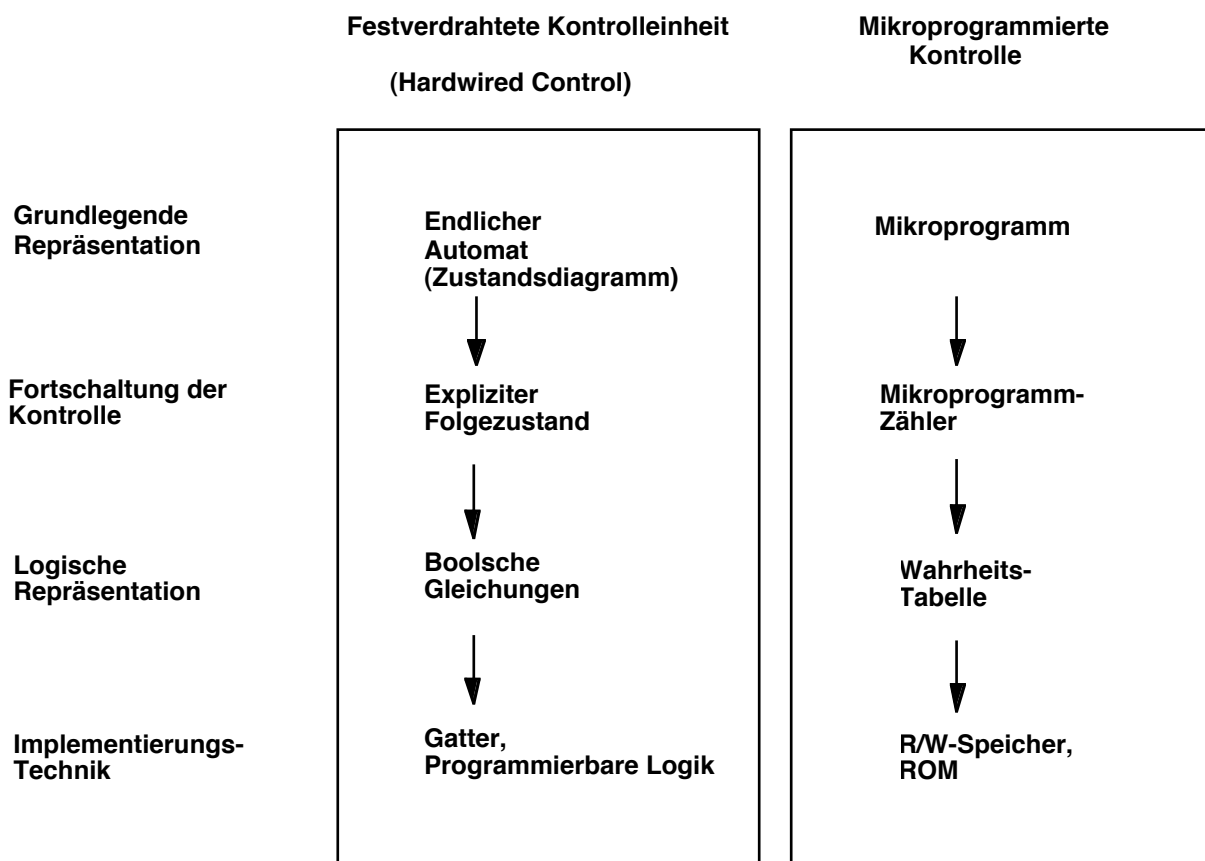 Festverdrahtete Kontrolleinheit
(Hardwired Control)
Mikroprogrammierte
Kontrolle
Grundlegende
Repräsentation
Endlicher
Automat
(Zustandsdiagramm)
Mikroprogramm
Fortschaltung der
Kontrolle
Expliziter
Folgezustand
Mikroprogramm-
Zähler
Logische
Repräsentation
Boolsche
Gleichungen
Wahrheits-
Tabelle
Implementierungs-
Technik
Gatter,
Programmierbare Logik
R/W-Speicher,
ROM